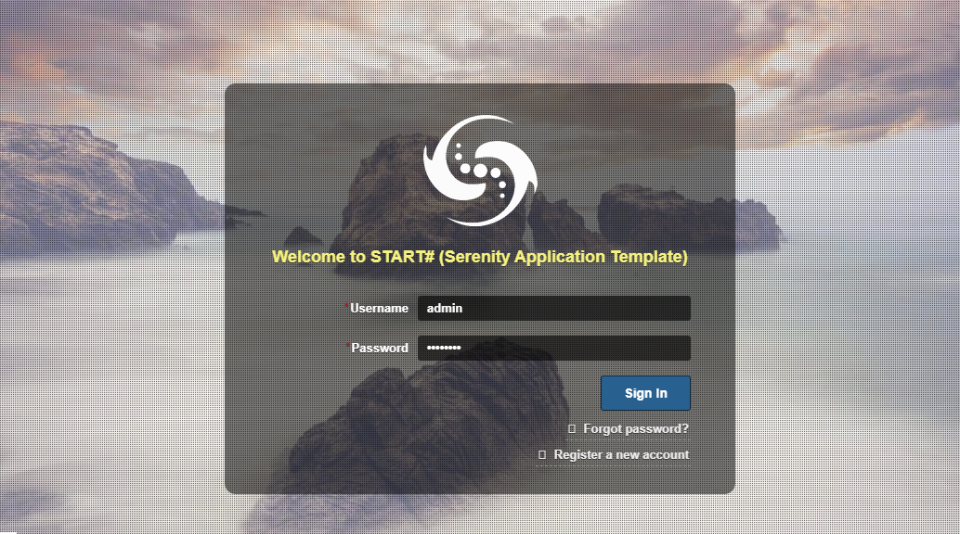 Welcome to START# (Serenity Application Template)
*Username admin
*Password ••••••••
Sign In
Forgot password?
Register a new account